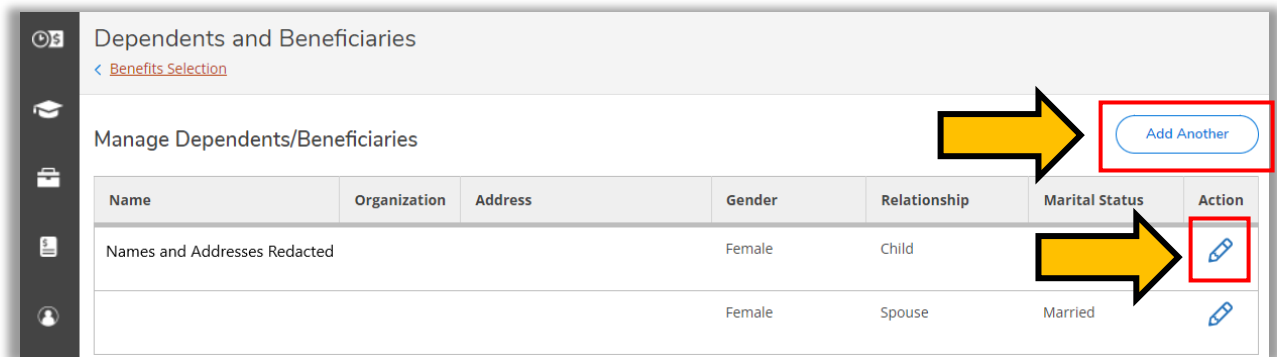 Dependents and Beneficiaries
< Benefits Selection
Manage Dependents/Beneficiaries
Add Another
Name Organization Address Gender Relationship Marital Status Action
Names and Addresses Redacted Female Child
Female Spouse Married